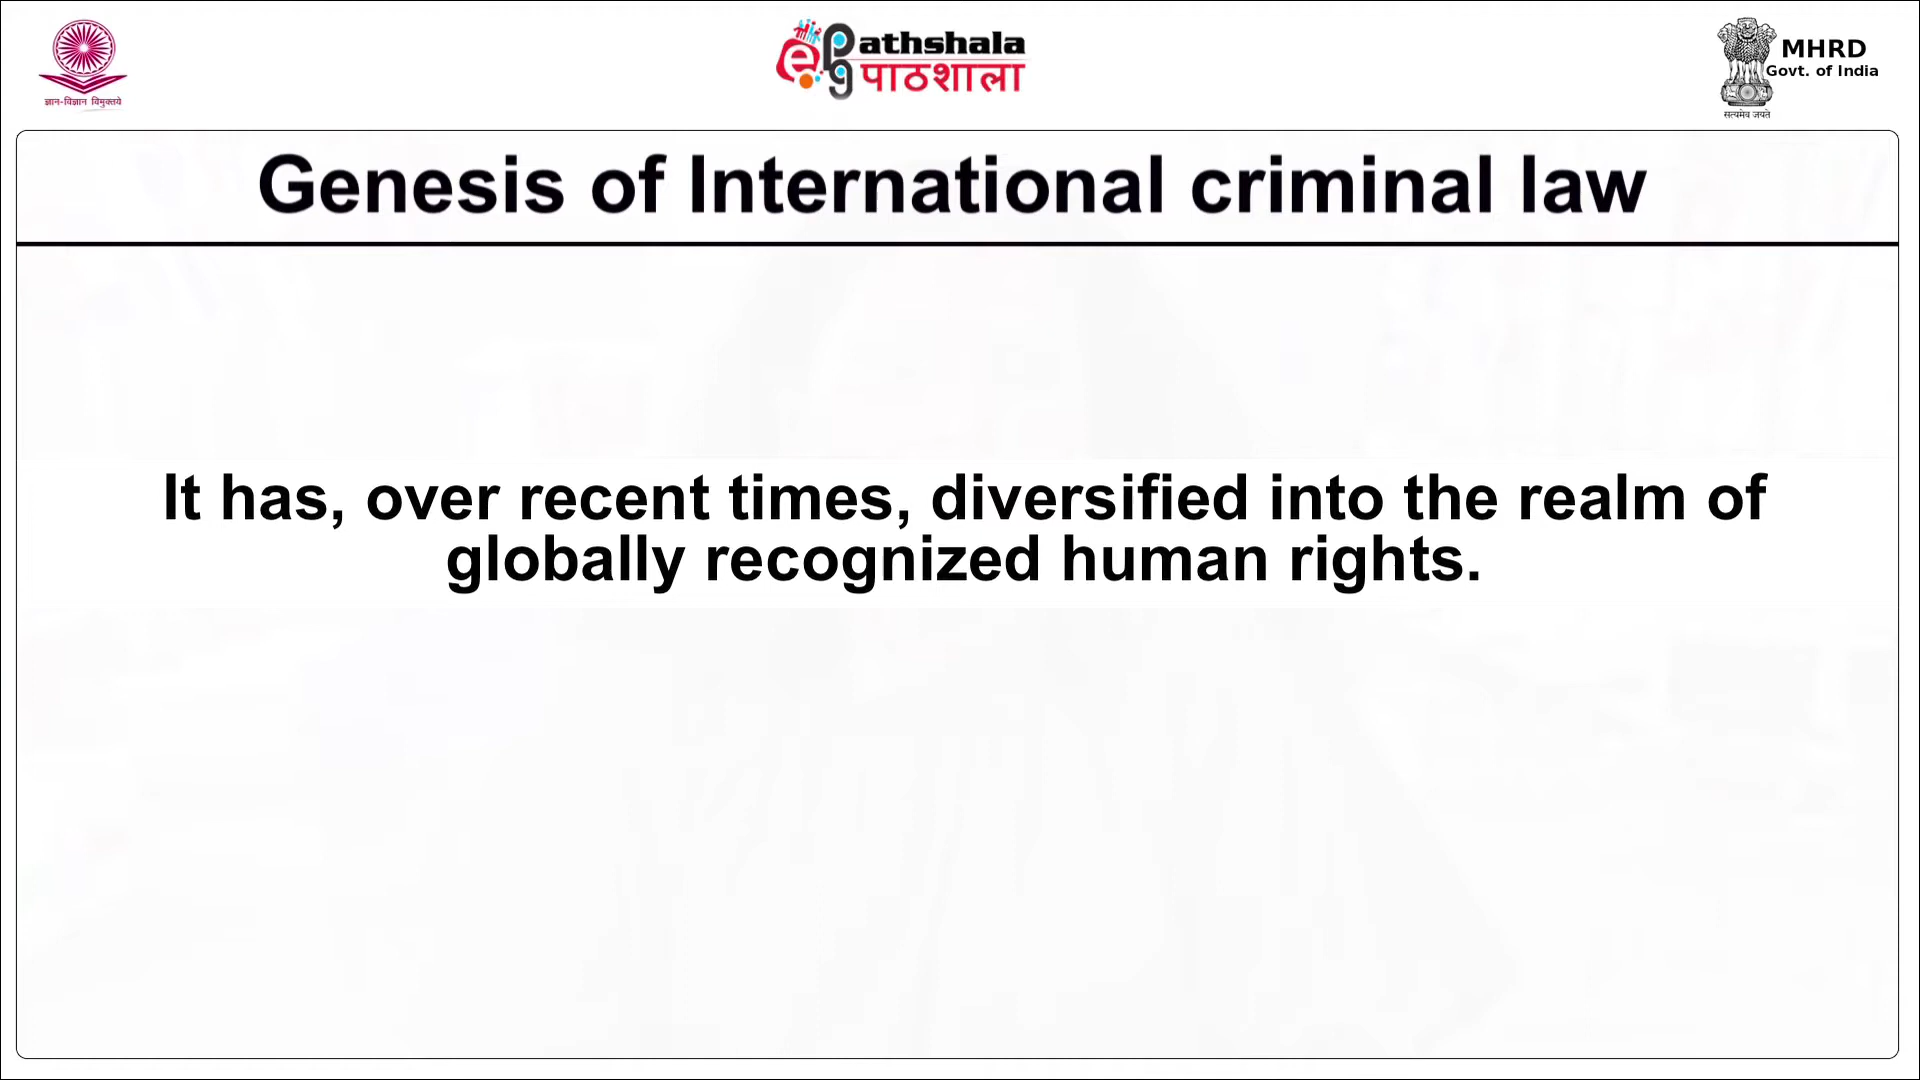 ज्ञान-विज्ञान विमुक्तये
e pg athshala
पाठशाला
MHRD
Govt. of India
सत्यमेव जयते
Genesis of International criminal law
It has, over recent times, diversified into the realm of
globally recognized human rights.